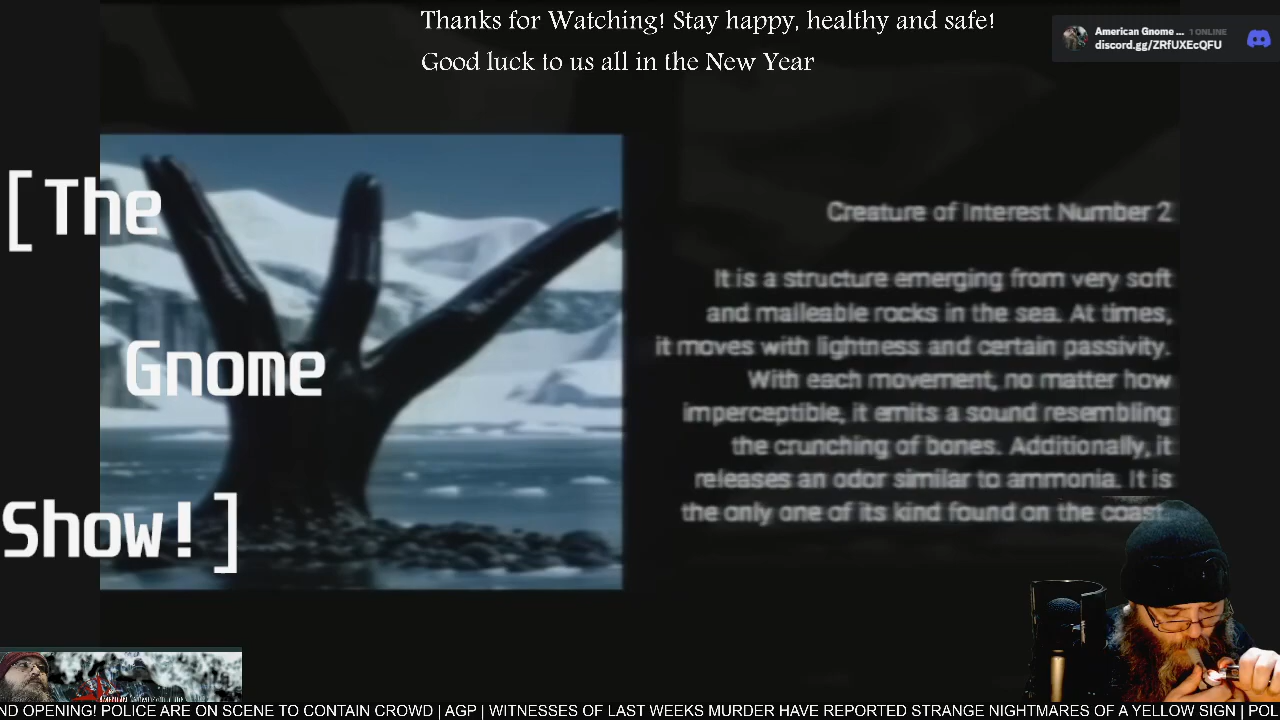 Thanks for Watching! Stay happy, healthy and safe!
Good luck to us all in the New Year
American Gnome ... 1 ONLINE
discord.gg/ZRfUXEcQFU
[The
Gnome
Show!]
Creature of Interest Number 2
It is a structure emerging from very soft
and malleable rocks in the sea. At times,
it moves with lightness and certain passivity.
With each movement, no matter how
imperceptible, it emits a sound resembling
the crunching of bones. Additionally, it
releases an odor similar to ammonia. It is
the only one of its kind found on the coast.
ND OPENING! POLICE ARE ON SCENE TO CONTAIN CROWD | AGP | WITNESSES OF LAST WEEKS MURDER HAVE REPORTED STRANGE NIGHTMARES OF A YELLOW SIGN | POL